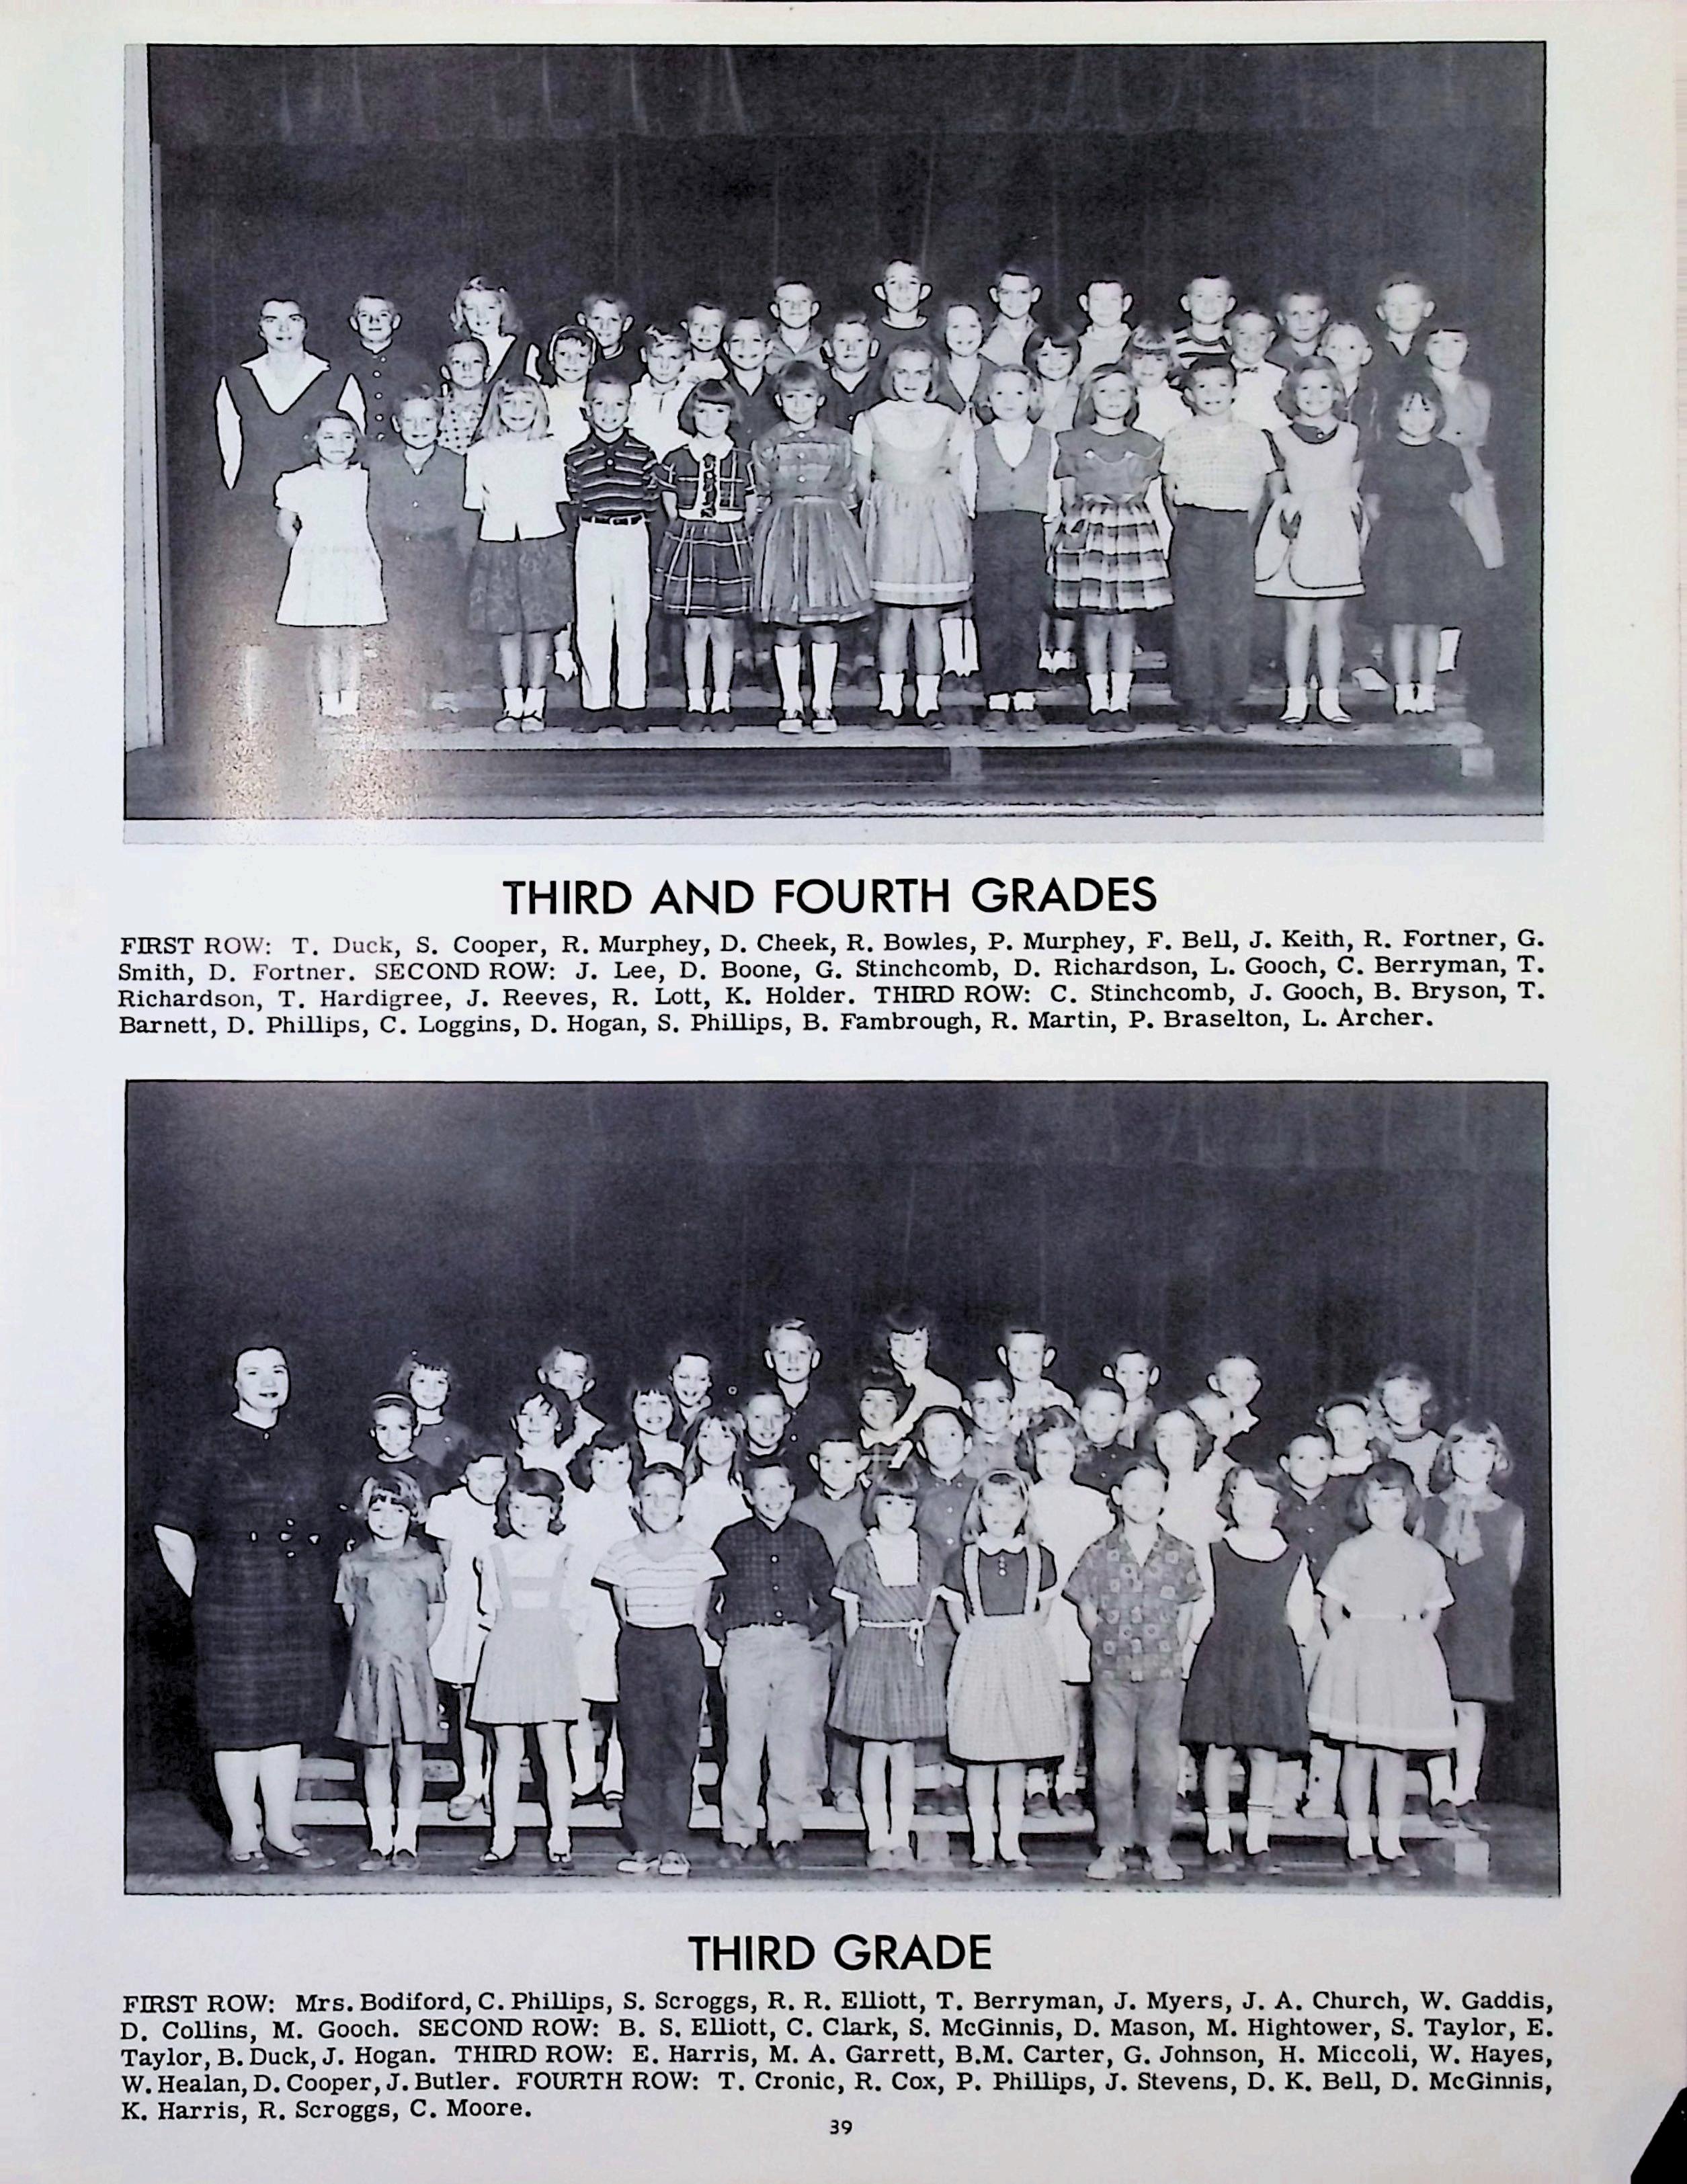 THIRD AND FOURTH GRADES
FIRST ROW: T. Duck, S. Cooper, R. Murphey, D. Cheek, R. Bowles, P. Murphey, F. Bell, J. Keith, R. Fortner, G.
Smith, D. Fortner. SECOND ROW: J. Lee, D. Boone, G. Stinchcomb, D. Richardson, L. Gooch, C. Berryman, T.
Richardson, T. Hardigree, J. Reeves, R. Lott, K. Holder. THIRD ROW: C. Stinchcomb, J. Gooch, B. Bryson, T.
Barnett, D. Phillips, C. Loggins, D. Hogan, S. Phillips, B. Fambrough, R. Martin, P. Braselton, L. Archer.
THIRD GRADE
FIRST ROW: Mrs. Bodiford, C. Phillips, S. Scroggs, R. R. Elliott, T. Berryman, J. Myers, J. A. Church, W. Gaddis,
D. Collins, M. Gooch. SECOND ROW: B. S. Elliott, C. Clark, S. McGinnis, D. Mason, M. Hightower, S. Taylor, E.
Taylor, B. Duck, J. Hogan. THIRD ROW: E. Harris, M. A. Garrett, B.M. Carter, G. Johnson, H. Miccoli, W. Hayes,
W. Healan, D. Cooper, J. Butler. FOURTH ROW: T. Cronic, R. Cox, P. Phillips, J. Stevens, D. K. Bell, D. McGinnis,
K. Harris, R. Scroggs, C. Moore.
39